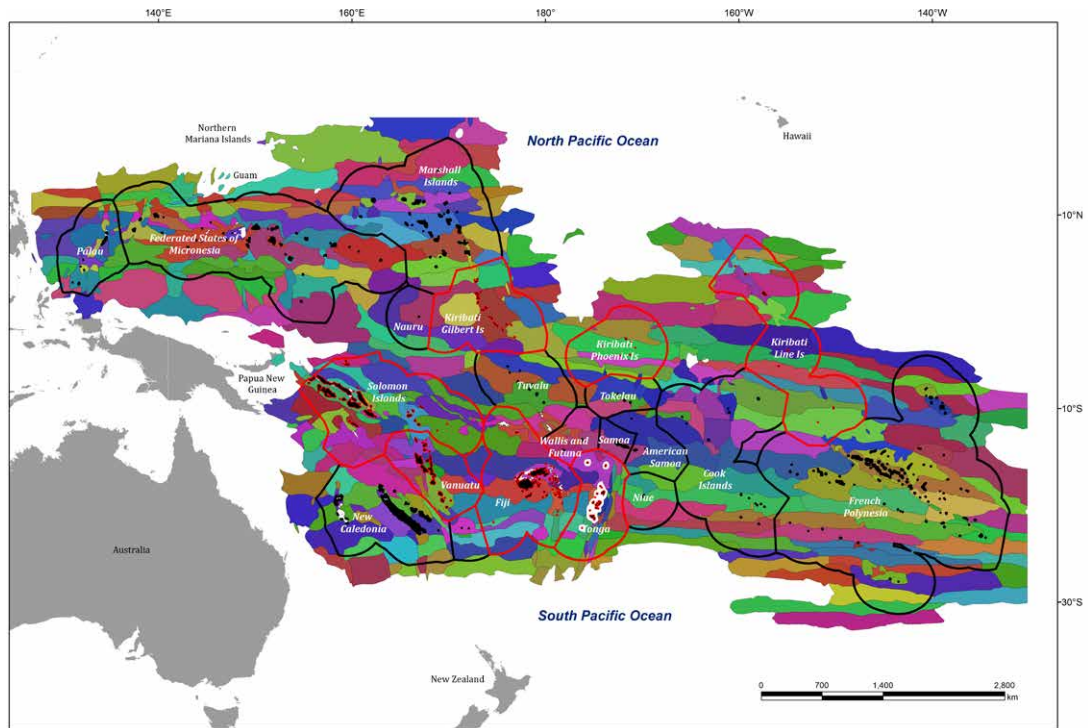 140°E 160°E 180° 160°W 140°W
Northern
Mariana Islands
Hawaii
North Pacific Ocean
Guam
Marshall
Islands
10°N
Federated States of
Micronesia
Palau
Nauru
Kiribati
Gilbert Is
Kiribati
Phoenix Is
Kiribati
Line Is
Papua New
Guinea
Solomon
Islands
Tuvala
Tokelau
10°S
Wallis and
Futuna
Samoa
American
Samoa
Cook
Islands
Vanuatu
Fiji
Niue
French
Polynesia
New
Caledonia
Tonga
Australia
30°S
South Pacific Ocean
New Zealand
0 700 1,400 2,800
km